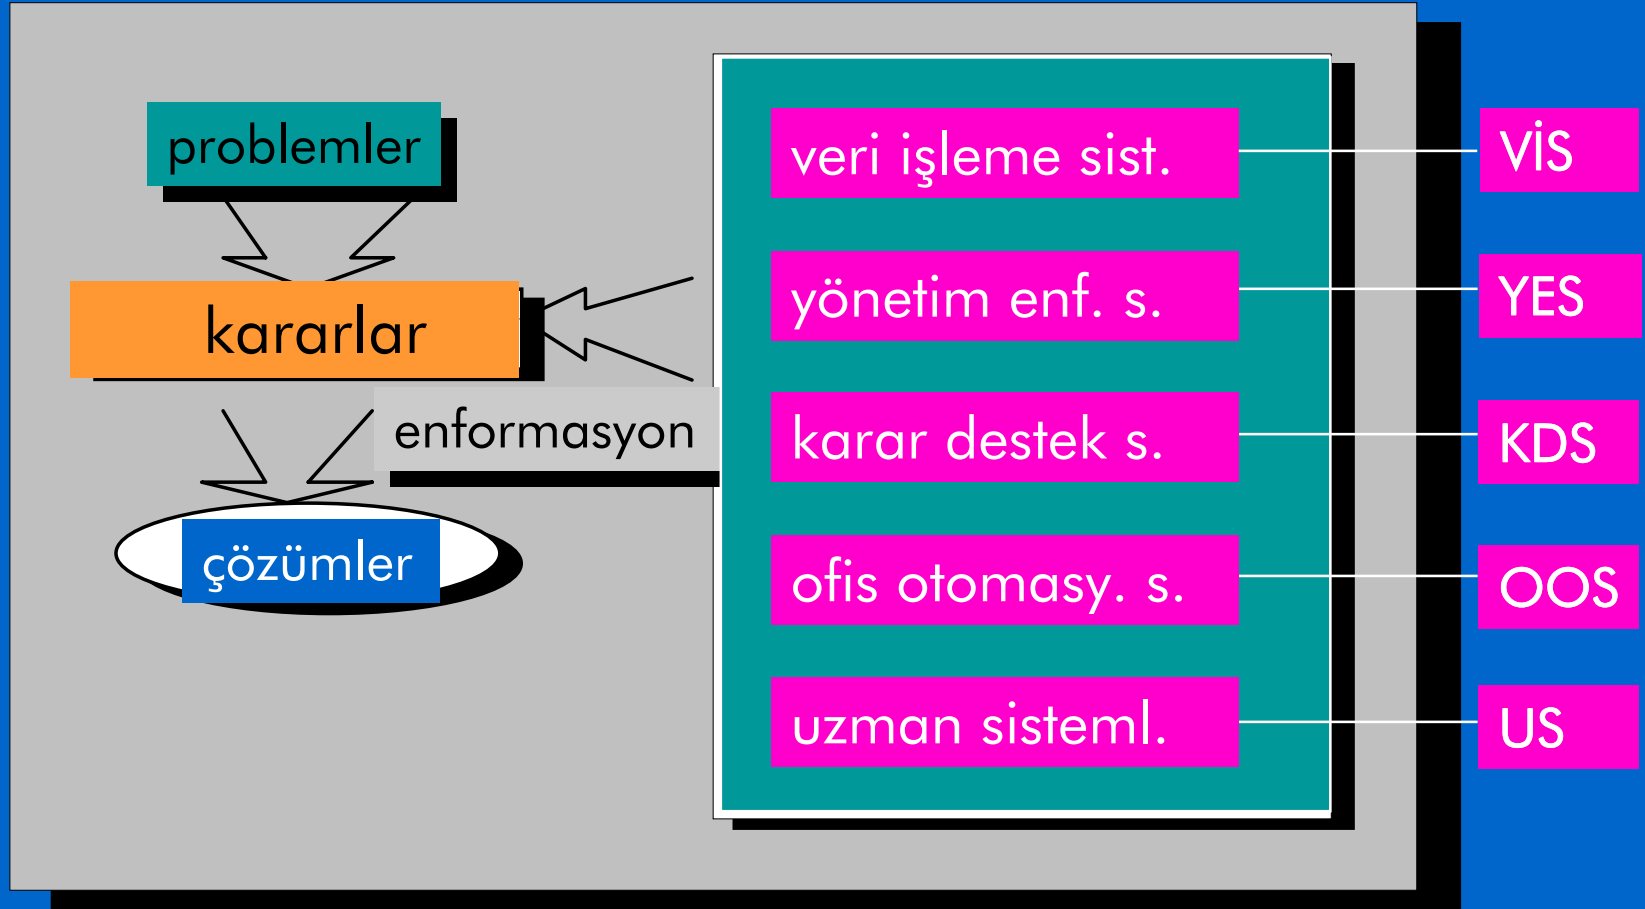 problemler
kararlar
enformasyon
çözümler
veri işleme sist.
VİS
yönetim enf. s.
YES
karar destek s.
KDS
ofis otomasy. s.
OOS
uzman sisteml.
US